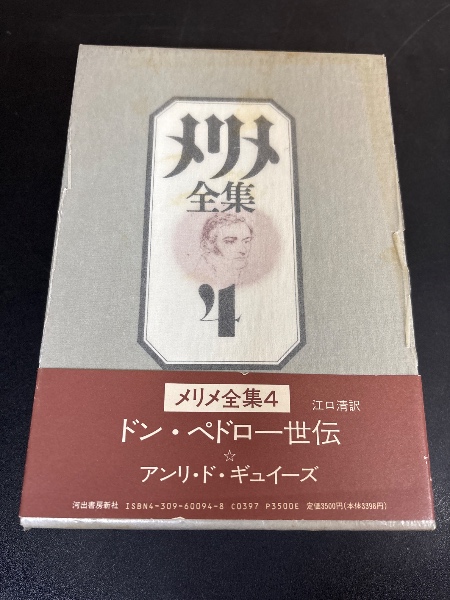 メリメ
全集
4
メリメ全集4 江口清訳
ドン・ペドロ一世伝
☆
アンリ・ド・ギュイーズ
河出書房新社 ISBN4-309-60094-8 C0397 P3500E 定価3500円(本体3398円)